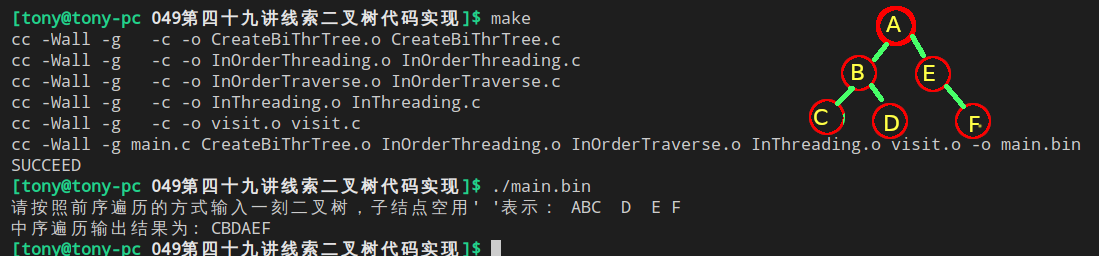 [tony@tony-pc 049第四十九讲线索二叉树代码实现]$ make
cc -Wall -g   -c -o CreateBiThrTree.o CreateBiThrTree.c
cc -Wall -g   -c -o InOrderThreading.o InOrderThreading.c
cc -Wall -g   -c -o InOrderTraverse.o InOrderTraverse.c
cc -Wall -g   -c -o InThreading.o InThreading.c
cc -Wall -g   -c -o visit.o visit.c
cc -Wall -g main.c CreateBiThrTree.o InOrderThreading.o InOrderTraverse.o InThreading.o visit.o -o main.bin
SUCCEED
[tony@tony-pc 049第四十九讲线索二叉树代码实现]$ ./main.bin
请按照前序遍历的方式输入一刻二叉树，子结点空用' '表示： ABC  D  E F
中序遍历输出结果为: CBDAEF
[tony@tony-pc 049第四十九讲线索二叉树代码实现]$
A
B E
C D F